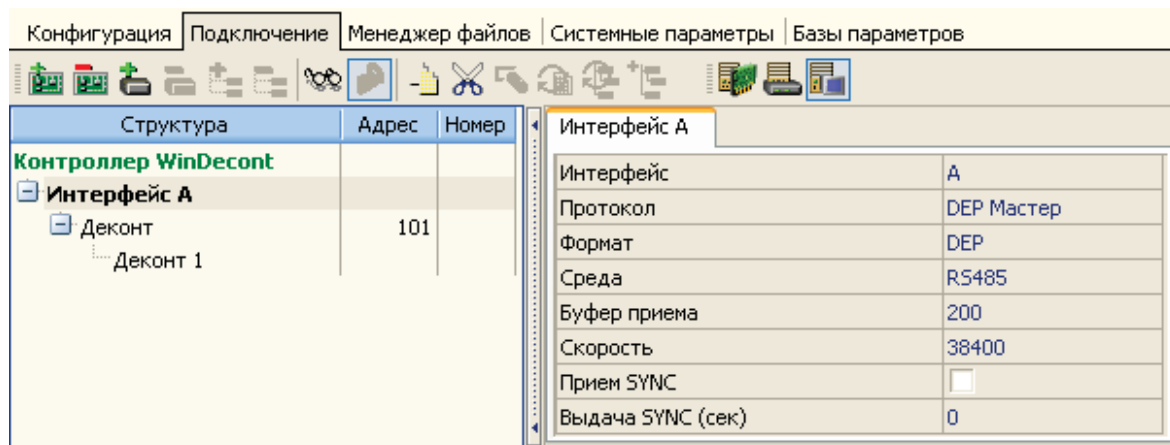 Конфигурация Подключение Менеджер файлов Системные параметры Базы параметров
Структура Адрес Номер
Контроллер WinDecont
Интерфейс А
Деконт 101
Деконт 1
Интерфейс А
Интерфейс А
Протокол DEP Мастер
Формат DEP
Среда RS485
Буфер приема 200
Скорость 38400
Прием SYNC
Выдача SYNC (сек) 0